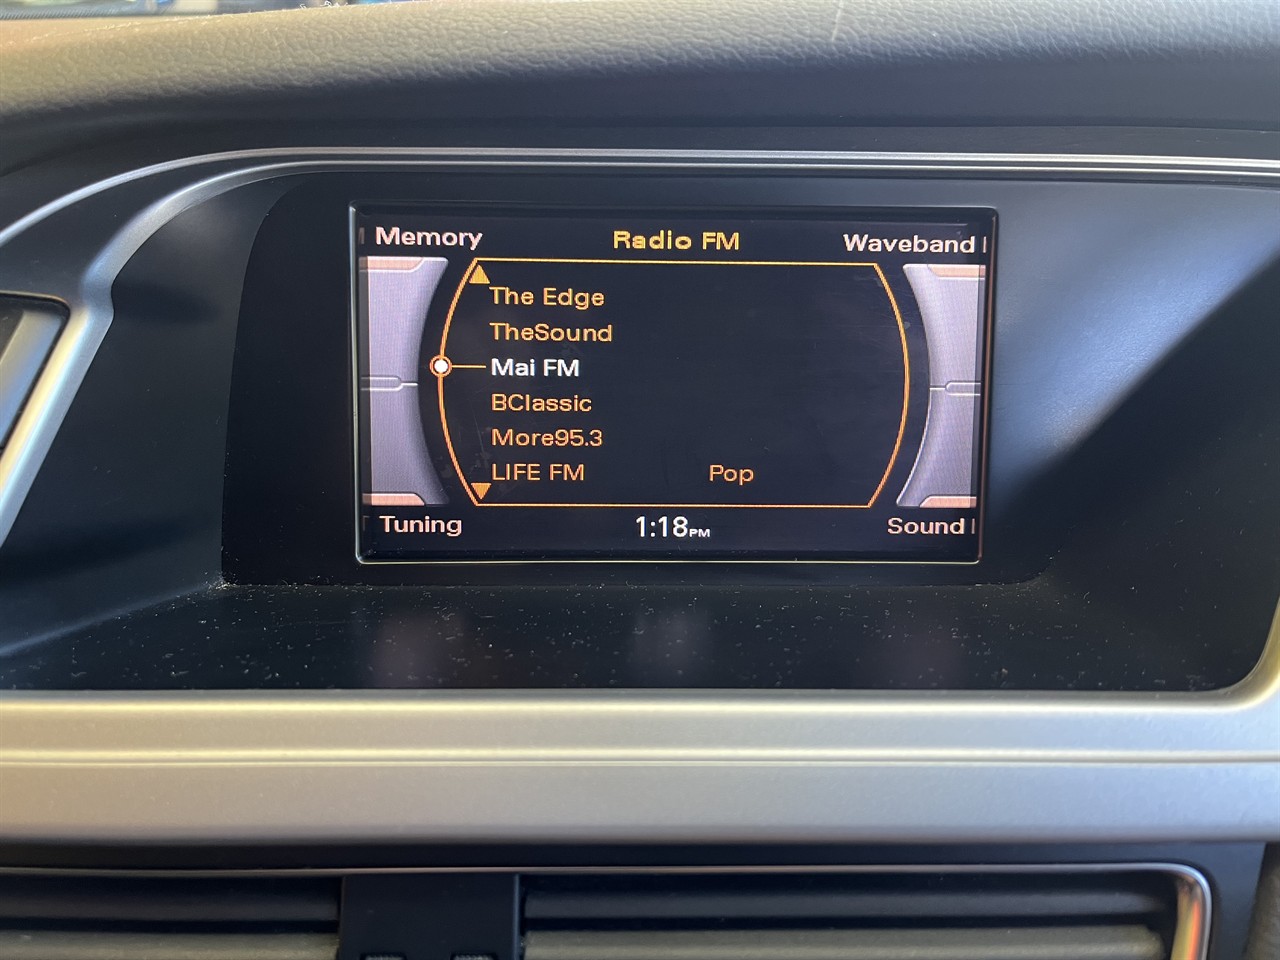 Memory Radio FM Waveband
The Edge
TheSound
Mai FM
BClassic
More95.3
LIFE FM Pop
Tuning 1:18PM Sound